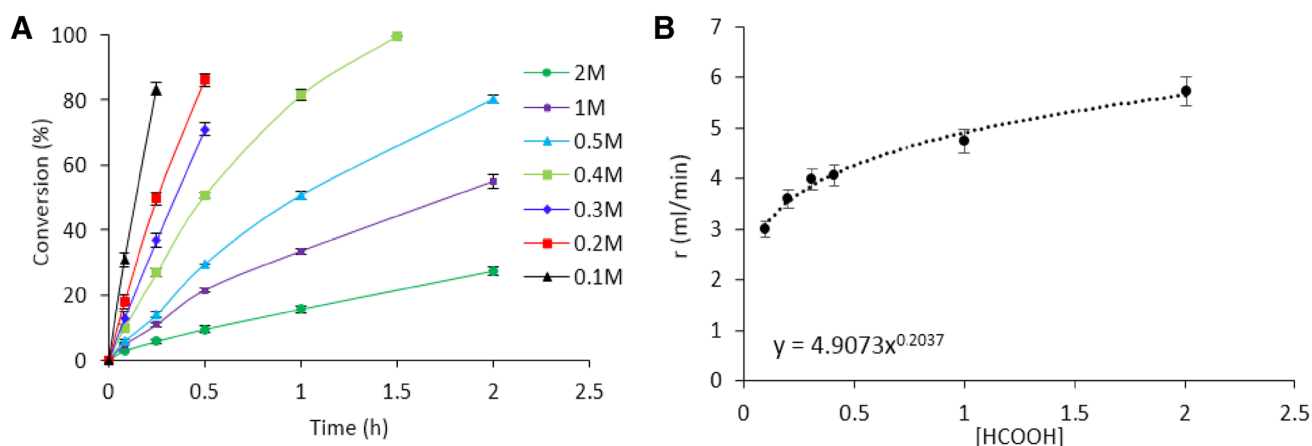 A
Conversion (%)
100
80
60
40
20
0
0 0.5 1 1.5 2 2.5
Time (h)
2M
1M
0.5M
0.4M
0.3M
0.2M
0.1M
B
r (ml/min)
7
6
5
4
3
2
1
0
y = 4.9073x^0.2037
0 0.5 1 1.5 2
[HCOOH]